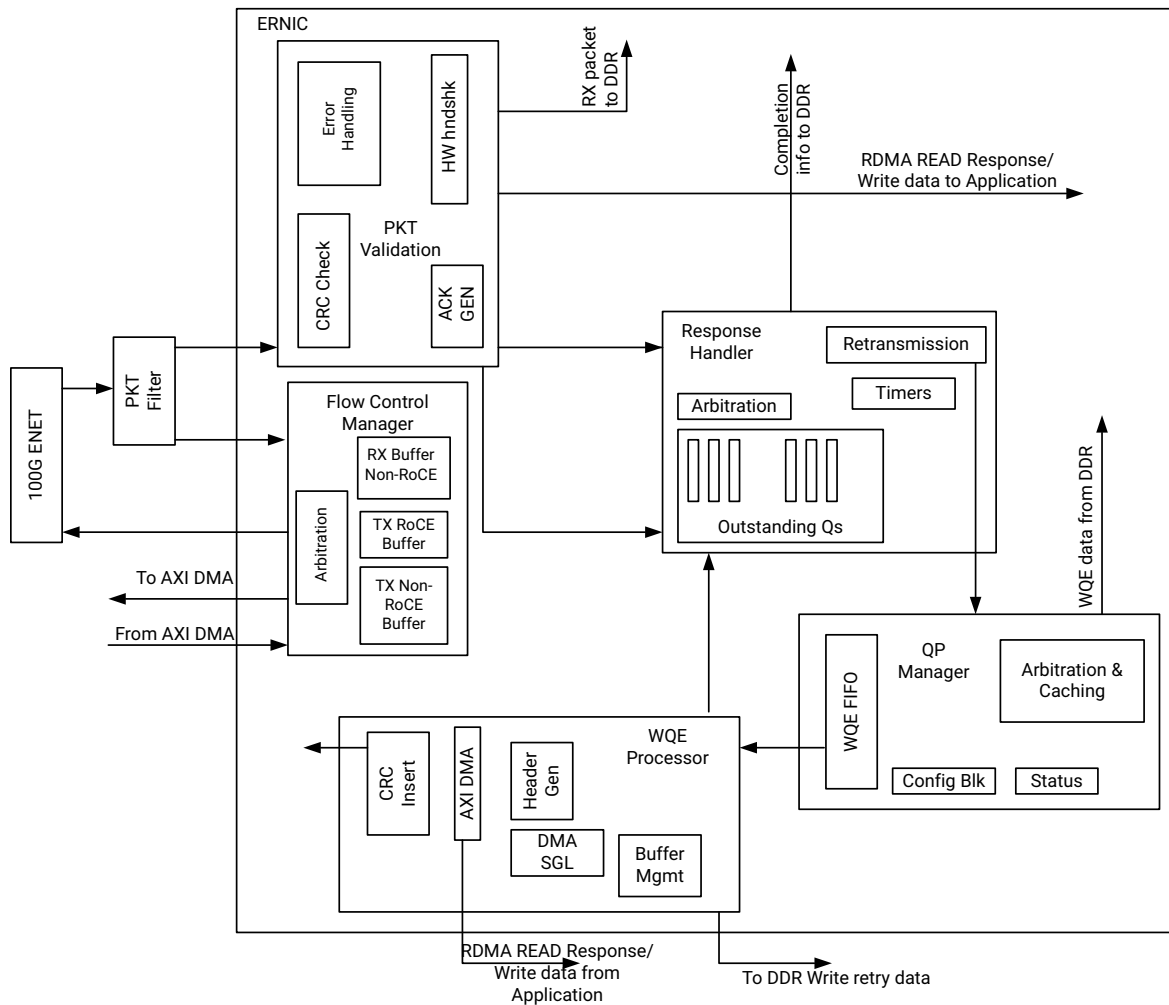 ERNIC
Error
Handling
HW hndshk
PKT
Validation
CRC Check
ACK
GEN
RX packet
to DDR
Completion
info to DDR
RDMA READ Response/
Write data to Application
100G ENET
PKT
Filter
Flow Control
Manager
RX Buffer
Non-RoCE
Arbitration
TX RoCE
Buffer
TX Non-
RoCE
Buffer
To AXI DMA
From AXI DMA
Response
Handler
Retransmission
Timers
Arbitration
Outstanding Qs
WQE data from DDR
QP
Manager
WQE FIFO
Arbitration &
Caching
Config Blk
Status
WQE
Processor
CRC
Insert
AXI DMA
Header
Gen
DMA
SGL
Buffer
Mgmt
RDMA READ Response/
Write data from
Application
To DDR Write retry data